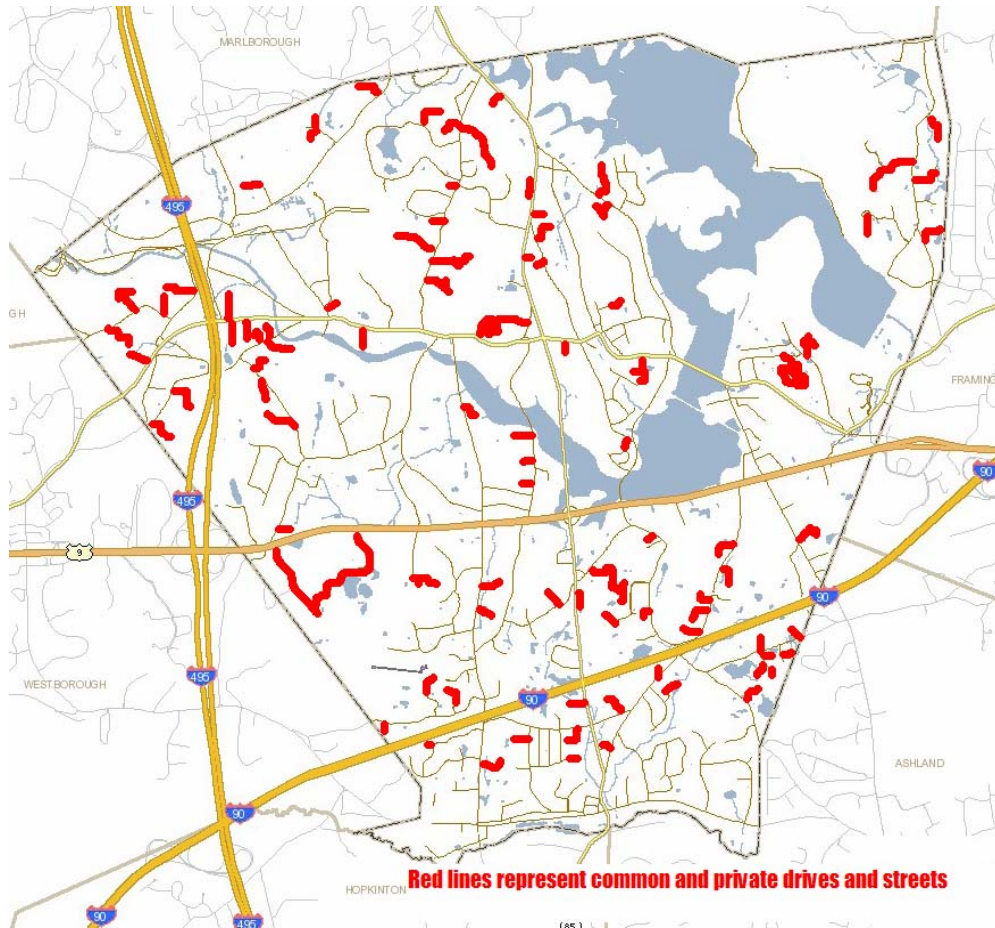 MARLBOROUGH
495
GH
FRAMING
90
495
9
90
495
WESTBOROUGH
90
ASHLAND
90
HOPKINTON
Red lines represent common and private drives and streets
90
495
(85)